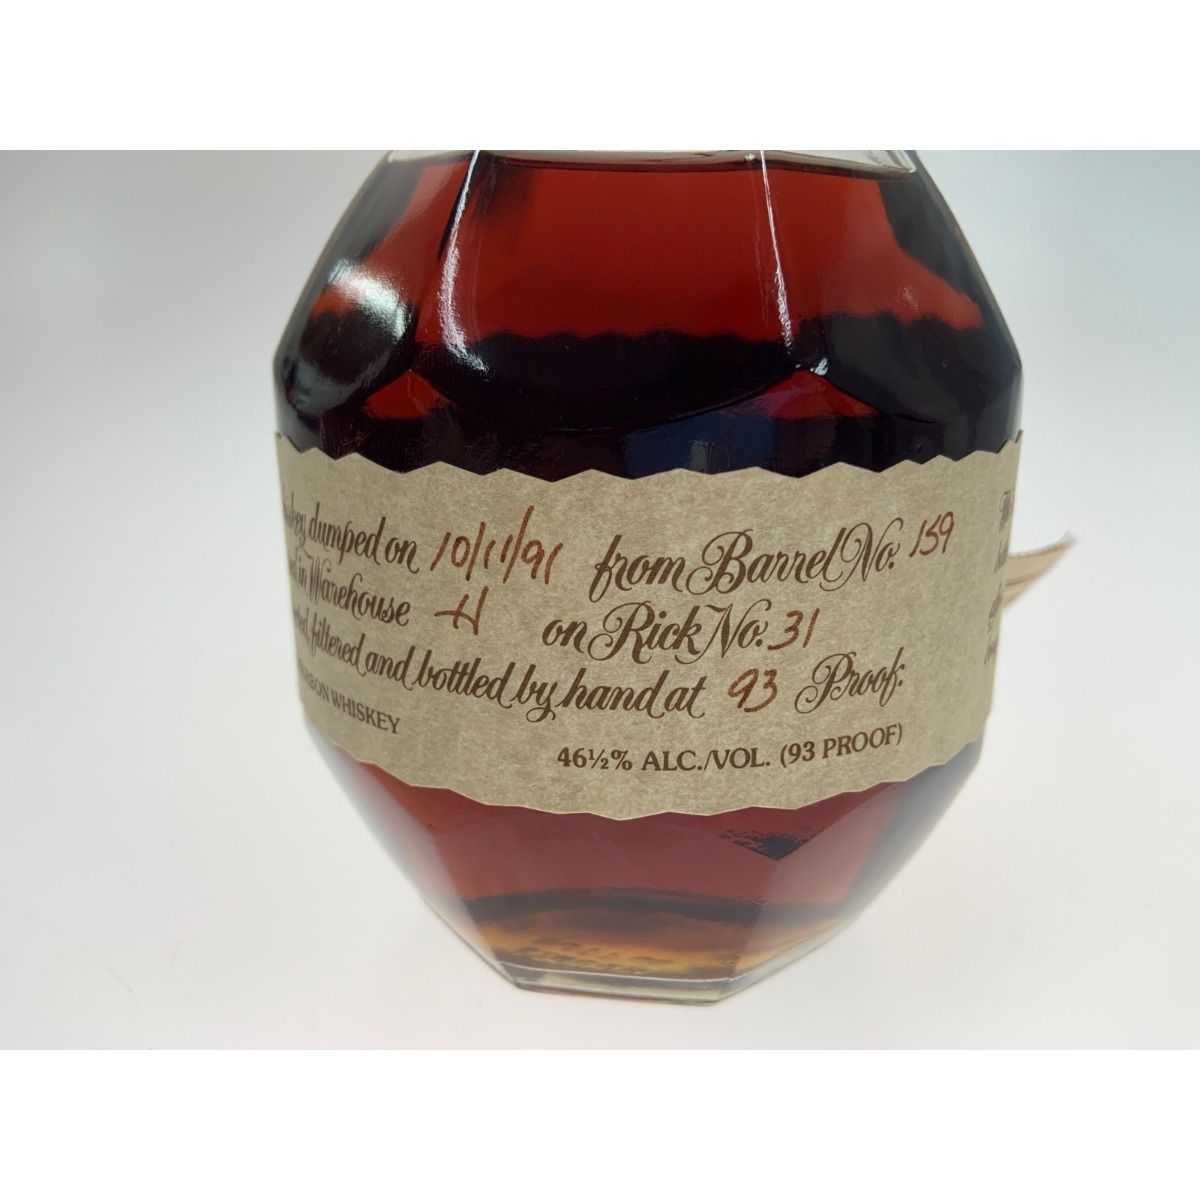 dumped on 10/11/91 from Barrel No. 159
in Warehouse H on Rick No. 31
filtered and bottled by hand at 93 Proof.
WHISKEY
46½% ALC./VOL. (93 PROOF)